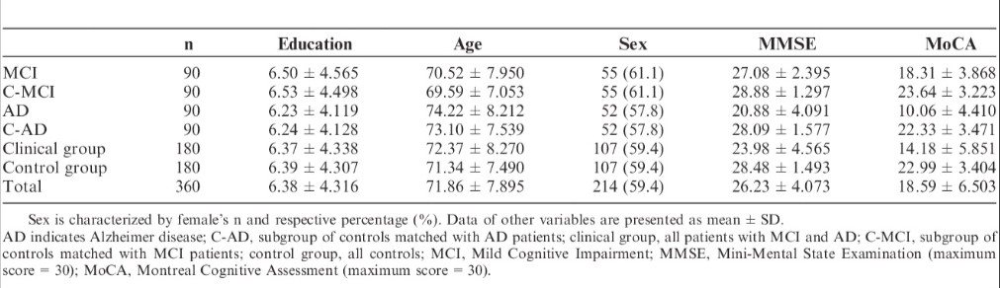 n Education Age Sex MMSE MoCA
MCI 90 6.50 ± 4.565 70.52 ± 7.950 55 (61.1) 27.08 ± 2.395 18.31 ± 3.868
C-MCI 90 6.53 ± 4.498 69.59 ± 7.053 55 (61.1) 28.88 ± 1.297 23.64 ± 3.223
AD 90 6.23 ± 4.119 74.22 ± 8.212 52 (57.8) 20.88 ± 4.091 10.06 ± 4.410
C-AD 90 6.24 ± 4.128 73.10 ± 7.539 52 (57.8) 28.09 ± 1.577 22.33 ± 3.471
Clinical group 180 6.37 ± 4.338 72.37 ± 8.270 107 (59.4) 23.98 ± 4.565 14.18 ± 5.851
Control group 180 6.39 ± 4.307 71.34 ± 7.490 107 (59.4) 28.48 ± 1.493 22.99 ± 3.404
Total 360 6.38 ± 4.316 71.86 ± 7.895 214 (59.4) 26.23 ± 4.073 18.59 ± 6.503
Sex is characterized by female's n and respective percentage (%). Data of other variables are presented as mean ± SD.
AD indicates Alzheimer disease; C-AD, subgroup of controls matched with AD patients; clinical group, all patients with MCI and AD; C-MCI, subgroup of
controls matched with MCI patients; control group, all controls; MCI, Mild Cognitive Impairment; MMSE, Mini-Mental State Examination (maximum
score = 30); MoCA, Montreal Cognitive Assessment (maximum score = 30).